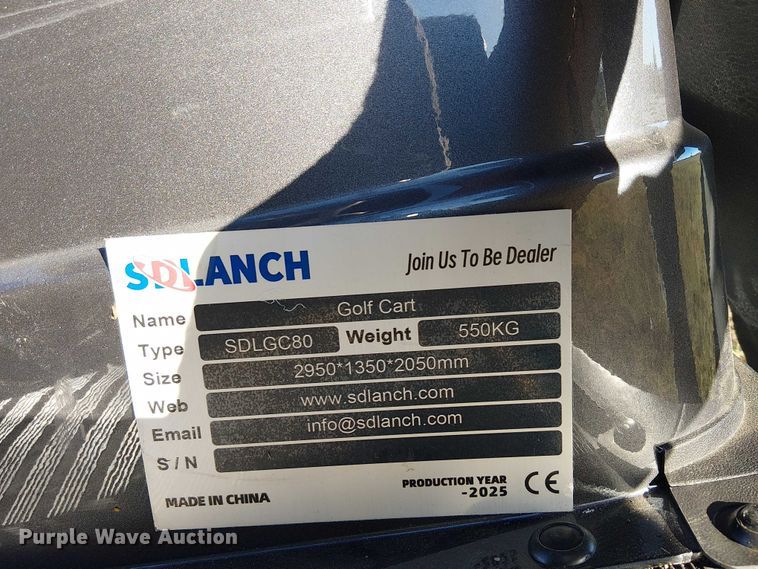 SDLANCH
Join Us To Be Dealer
Name Golf Cart
Type SDLGC80 Weight 550KG
Size 2950*1350*2050mm
Web www.sdlanch.com
Email info@sdlanch.com
S / N
MADE IN CHINA
PRODUCTION YEAR
-2025
CE
Purple Wave Auction®